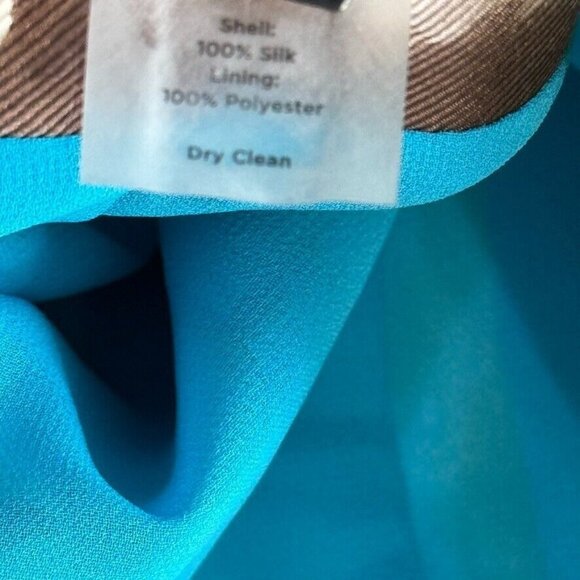 Shell:
100% Silk
Lining:
100% Polyester
Dry Clean